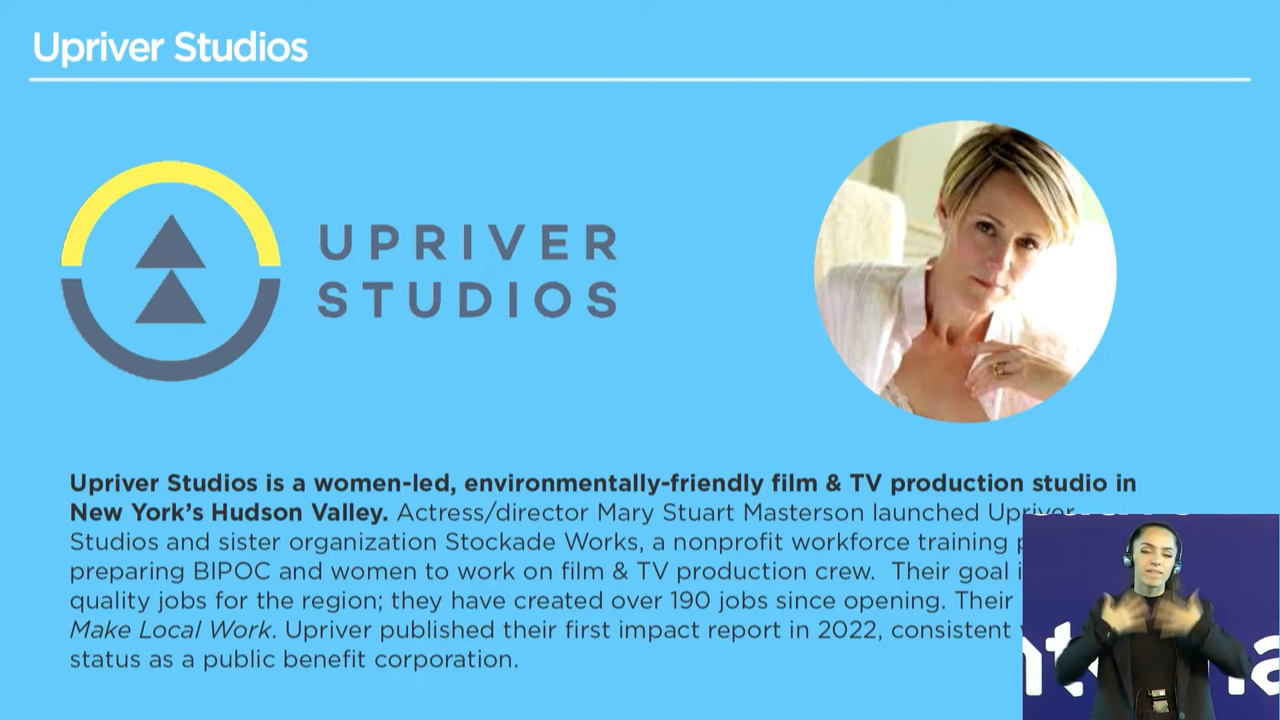 Upriver Studios
UPRIVER
STUDIOS
Upriver Studios is a women-led, environmentally-friendly film & TV production studio in
New York’s Hudson Valley. Actress/director Mary Stuart Masterson launched Upriver
Studios and sister organization Stockade Works, a nonprofit workforce training
preparing BIPOC and women to work on film & TV production crew. Their goal
quality jobs for the region; they have created over 190 jobs since opening. Their
Make Local Work. Upriver published their first impact report in 2022, consistent
status as a public benefit corporation.